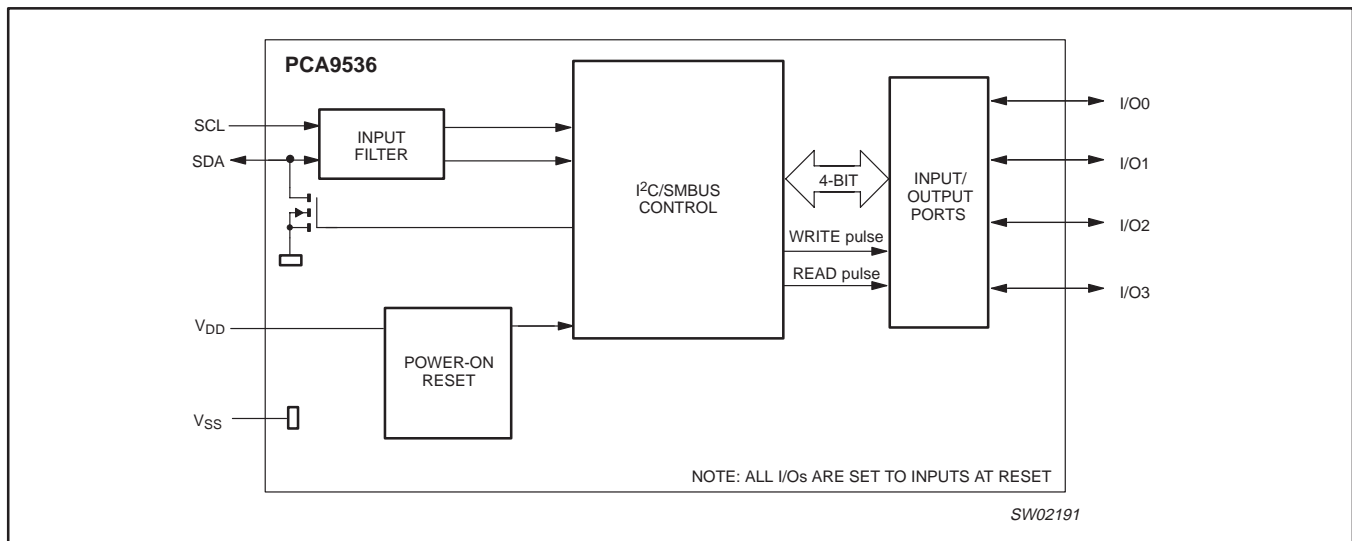 PCA9536
SCL
SDA
INPUT
FILTER
I²C/SMBUS
CONTROL
4-BIT
WRITE pulse
READ pulse
INPUT/
OUTPUT
PORTS
I/O0
I/O1
I/O2
I/O3
VDD
POWER-ON
RESET
VSS
NOTE: ALL I/Os ARE SET TO INPUTS AT RESET
SW02191